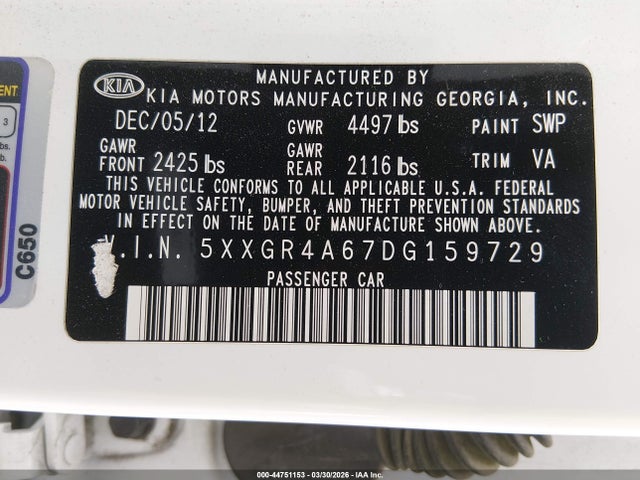 MANUFACTURED BY
KIA KIA MOTORS MANUFACTURING GEORGIA, INC.
DEC/05/12 GVWR 4497 lbs PAINT SWP
GAWR FRONT 2425 lbs GAWR REAR 2116 lbs TRIM VA
THIS VEHICLE CONFORMS TO ALL APPLICABLE U.S.A. FEDERAL
MOTOR VEHICLE SAFETY, BUMPER, AND THEFT PREVENTION STANDARDS
IN EFFECT ON THE DATE OF MANUFACTURE SHOWN ABOVE.
V.I.N. 5XXGR4A67DG159729
PASSENGER CAR
3
C650
000-44751153 - 03/30/2026 - IAA Inc.